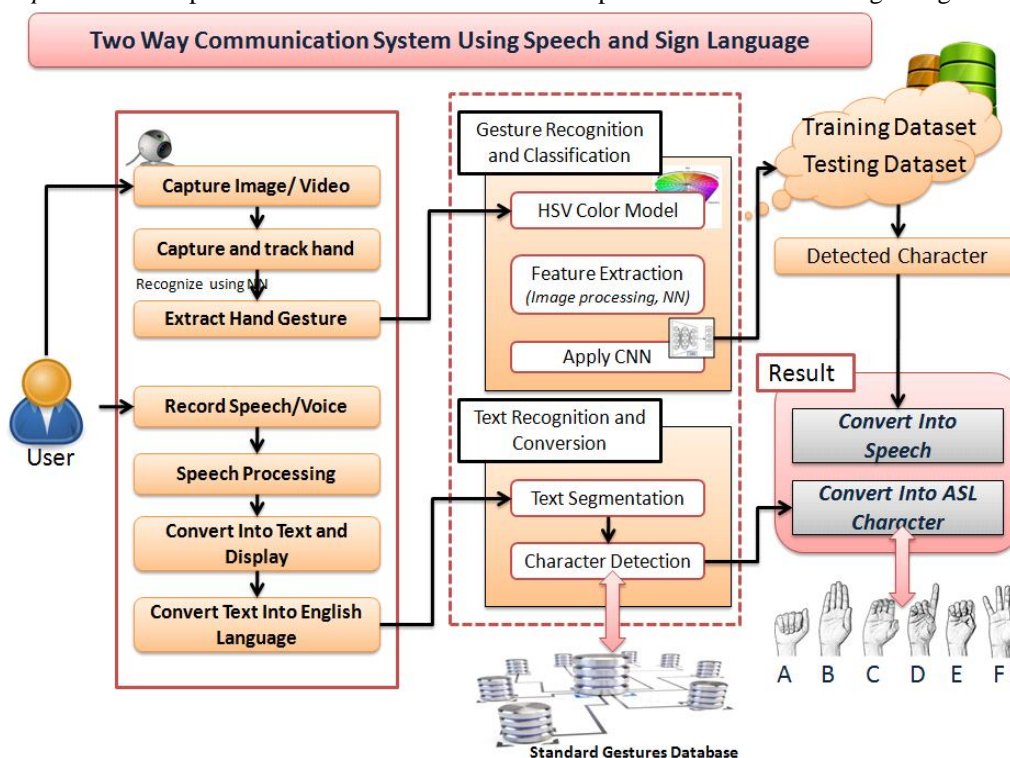 Two Way Communication System Using Speech and Sign Language
Capture Image/ Video
Capture and track hand
Recognize using NN
Extract Hand Gesture
Record Speech/Voice
Speech Processing
Convert Into Text and
Display
Convert Text Into English
Language
User
Gesture Recognition
and Classification
HSV Color Model
Feature Extraction
(Image processing, NN)
Apply CNN
Text Recognition and
Conversion
Text Segmentation
Character Detection
Standard Gestures Database
Training Dataset
Testing Dataset
Detected Character
Result
Convert Into
Speech
Convert Into ASL
Character
A B C D E F